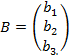 B = ( b₁
b₂
b₃. )